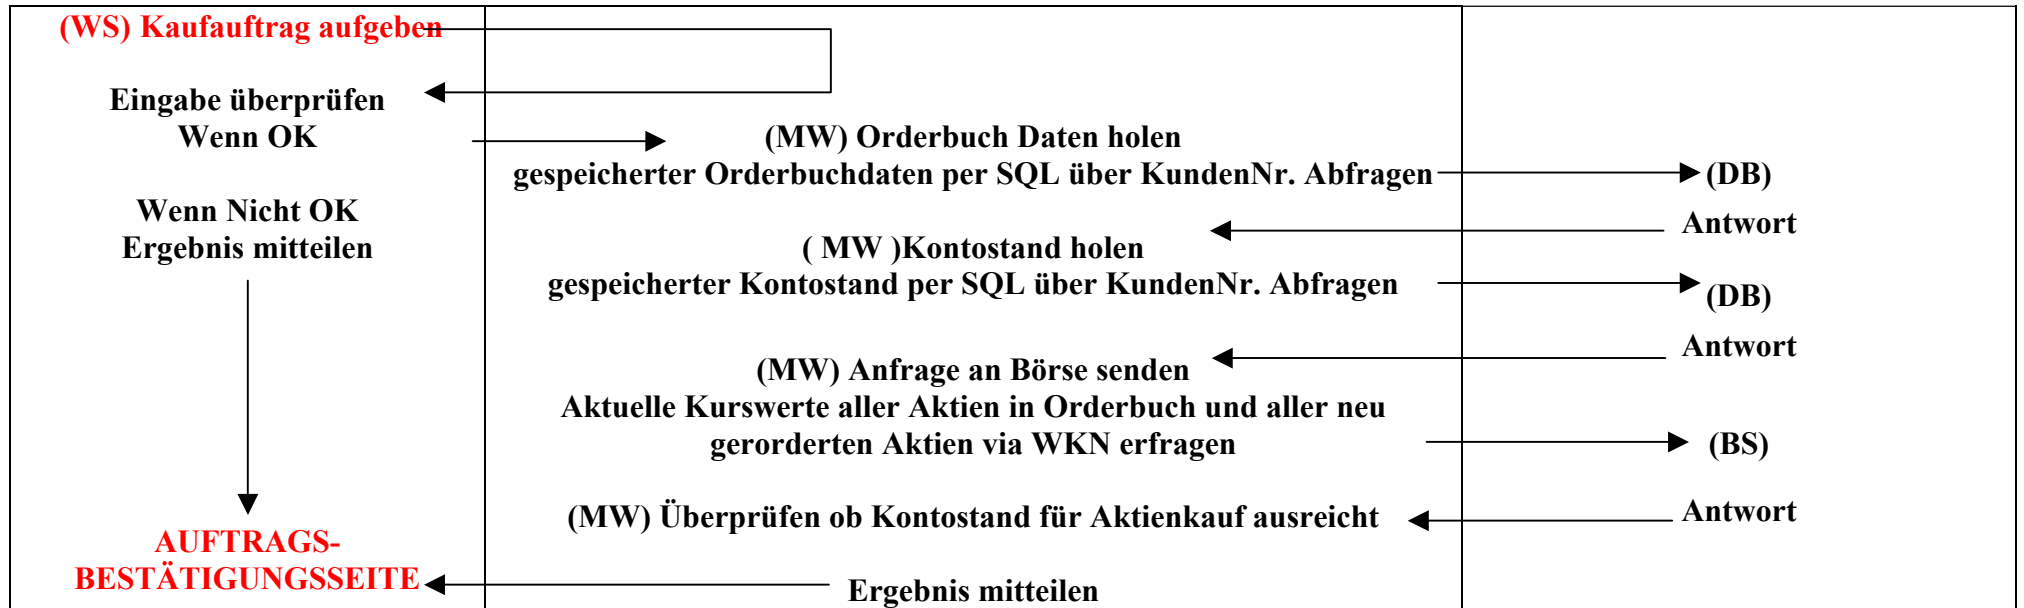 (WS) Kaufauftrag aufgeben
Eingabe überprüfen
Wenn OK
Wenn Nicht OK
Ergebnis mitteilen
AUFTRAGS-
BESTÄTIGUNGSSEITE
(MW) Orderbuch Daten holen
gespeicherter Orderbuchdaten per SQL über KundenNr. Abfragen
( MW )Kontostand holen
gespeicherter Kontostand per SQL über KundenNr. Abfragen
(MW) Anfrage an Börse senden
Aktuelle Kurswerte aller Aktien in Orderbuch und aller neu
gerorderten Aktien via WKN erfragen
(MW) Überprüfen ob Kontostand für Aktienkauf ausreicht
Ergebnis mitteilen
(DB)
Antwort
(DB)
Antwort
(BS)
Antwort